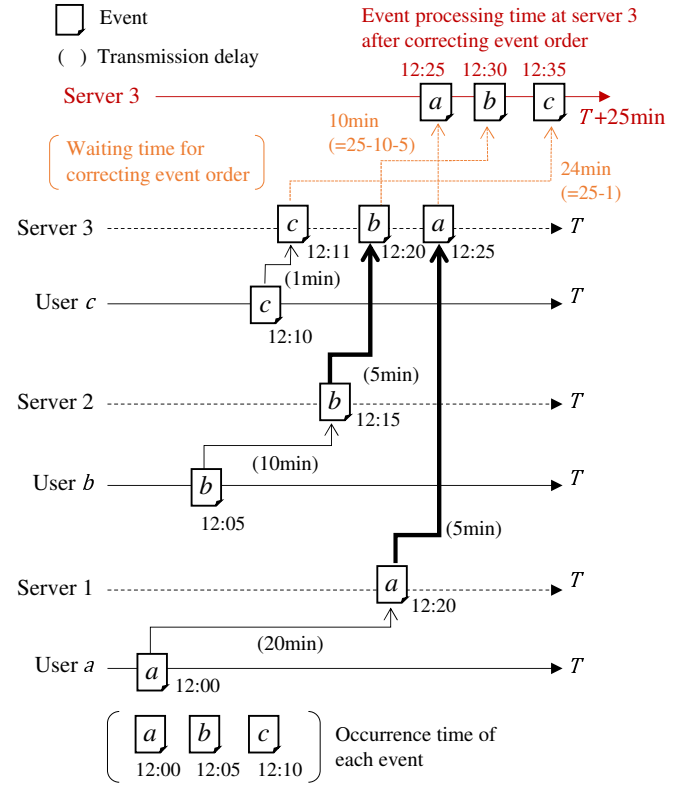 Event
( ) Transmission delay
Event processing time at server 3
after correcting event order
12:25 12:30 12:35
Server 3
a b c
T+25min
10min
(=25-10-5)
Waiting time for
correcting event order
24min
(=25-1)
Server 3
c b a
T
12:11 12:20 12:25
(1min)
User c
c
T
12:10
(5min)
Server 2
b
T
12:15
(10min)
User b
b
T
12:05
(5min)
Server 1
a
T
12:20
(20min)
User a
a
T
12:00
a b c
12:00 12:05 12:10
Occurrence time of
each event